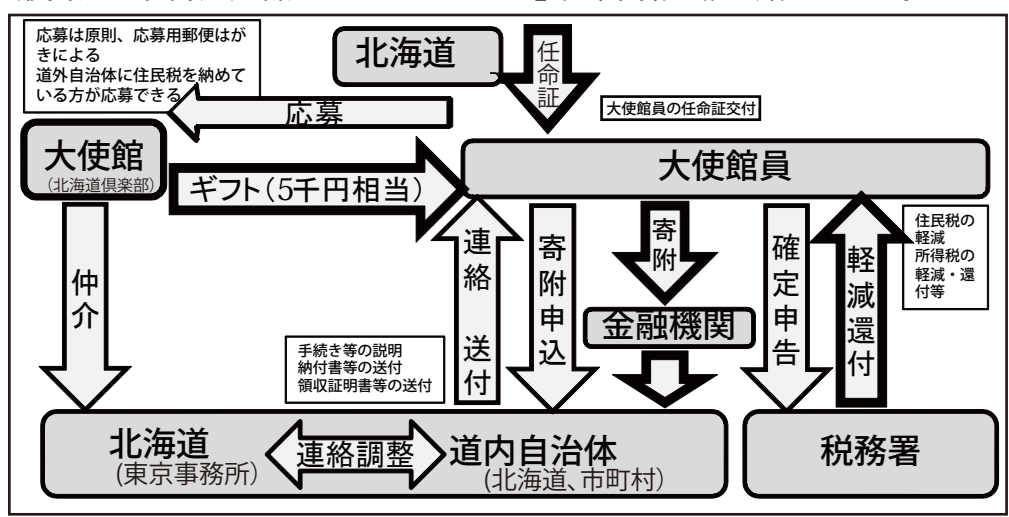 応募は原則、応募用郵便はが
きによる
道外自治体に住民税を納めて
いる方が応募できる
北海道
任命証
大使館員の任命証交付
応募
大使館
(北海道倶楽部)
ギフト(5千円相当)
大使館員
仲介
連絡 送付
寄附申込
寄附
確定申告
軽減還付
住民税の
軽減
所得税の
軽減・還
付等
金融機関
手続き等の説明
納付書等の送付
領収証明書等の送付
北海道
(東京事務所)
連絡調整
道内自治体
(北海道、市町村)
税務署